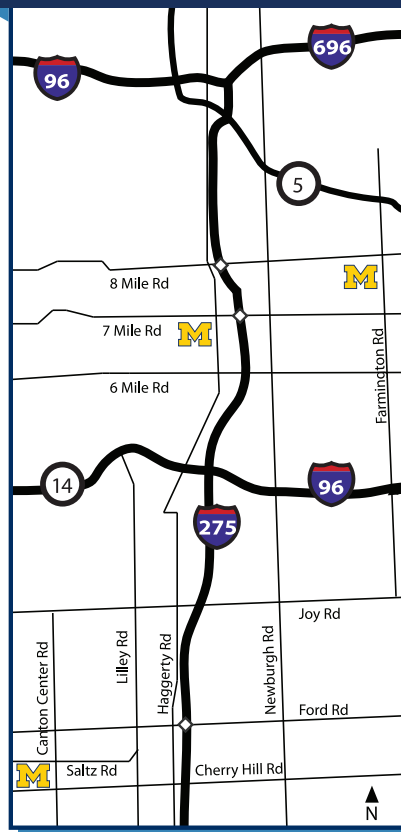 696
96
5
8 Mile Rd
M
7 Mile Rd
M
6 Mile Rd
Farmington Rd
14
96
275
Joy Rd
Canton Center Rd
Lilley Rd
Haggerty Rd
Newburgh Rd
Ford Rd
M
Saltz Rd
Cherry Hill Rd
N